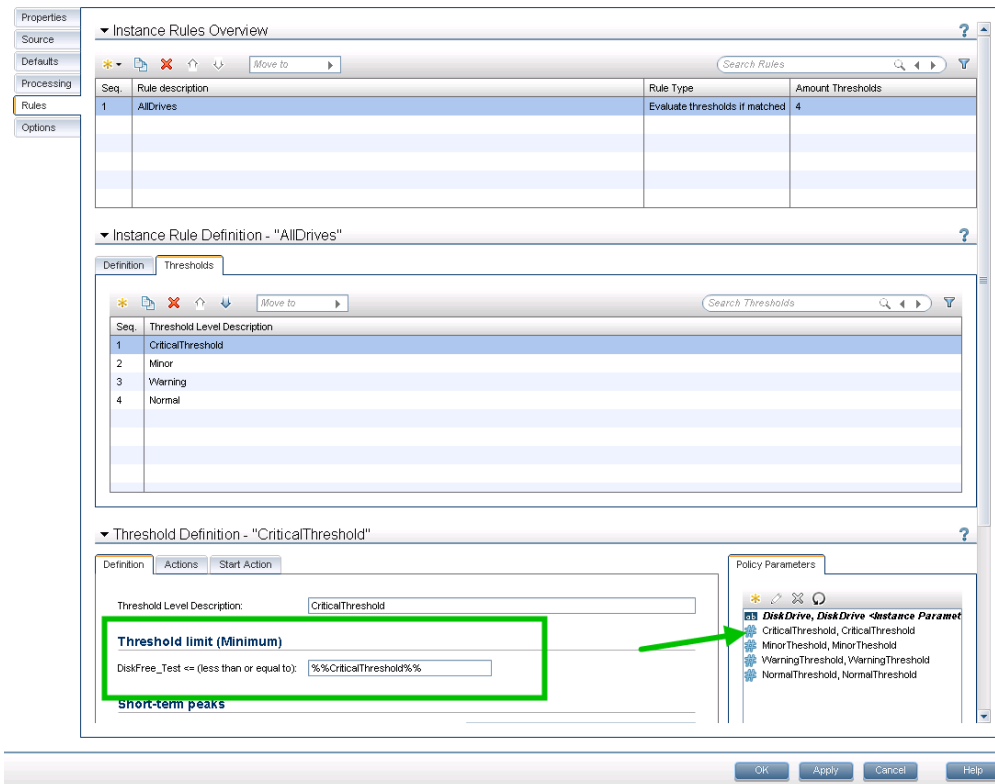 Properties
Source
Defaults
Processing
Rules
Options
Instance Rules Overview ?
Move to Search Rules
Seq. Rule description Rule Type Amount Thresholds
1 AllDrives Evaluate thresholds if matched 4
Instance Rule Definition - "AllDrives" ?
Definition Thresholds
Move to Search Thresholds
Seq. Threshold Level Description
1 CriticalThreshold
2 Minor
3 Warning
4 Normal
Threshold Definition - "CriticalThreshold" ?
Definition Actions Start Action
Threshold Level Description: CriticalThreshold
Threshold limit (Minimum)
DiskFree_Test <= (less than or equal to): %%CriticalThreshold%%
Short-term peaks
Policy Parameters
ab DiskDrive, DiskDrive <Instance Paramet
# CriticalThreshold, CriticalThreshold
# MinorTheshold, MinorTheshold
# WarningThreshold, WarningThreshold
# NormalThreshold, NormalThreshold
OK Apply Cancel Help